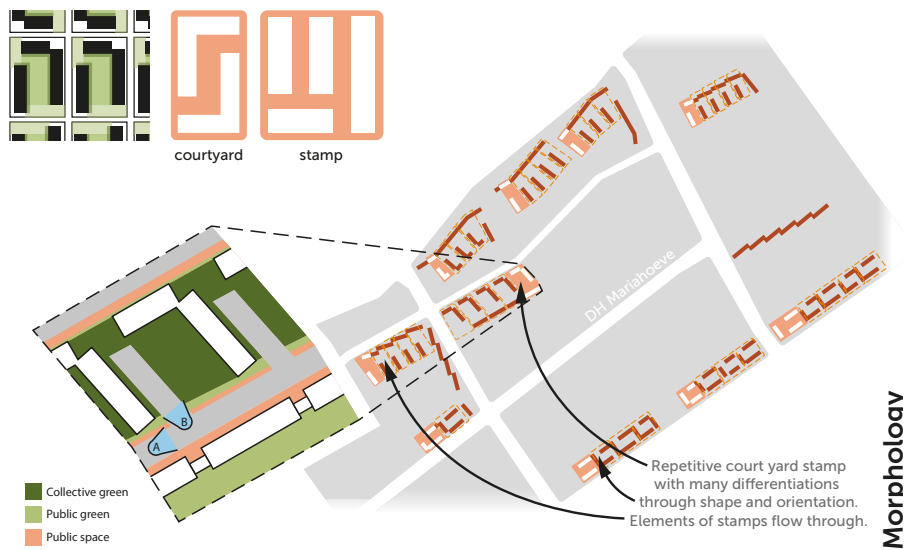 courtyard
stamp
DH Mariahoeve
B
A
Collective green
Public green
Public space
Repetitive court yard stamp
with many differentiations
through shape and orientation.
Elements of stamps flow through.
Morphology